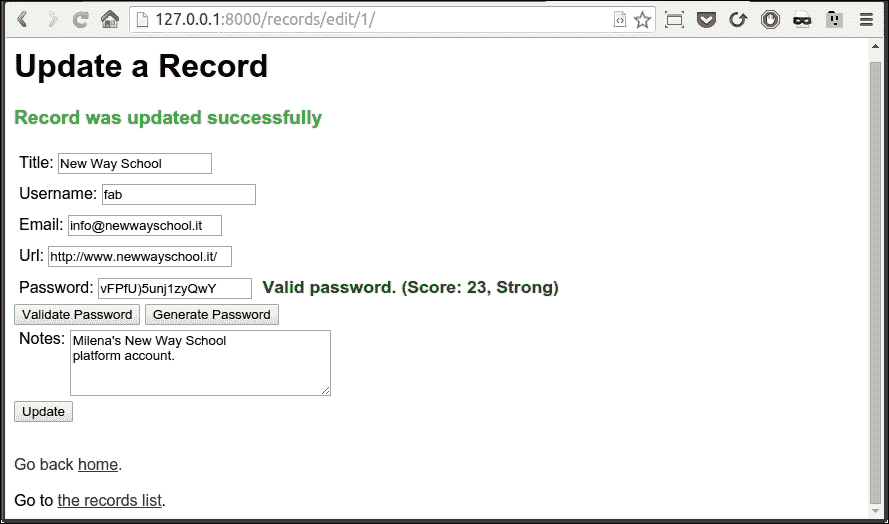 127.0.0.1:8000/records/edit/1/
Update a Record
Record was updated successfully
Title: New Way School
Username: fab
Email: info@newwayschool.it
Url: http://www.newwayschool.it/
Password: vFPfU)5unj1zyQwY Valid password. (Score: 23, Strong)
Validate Password Generate Password
Notes: Milena's New Way School
platform account.
Update
Go back home.
Go to the records list.